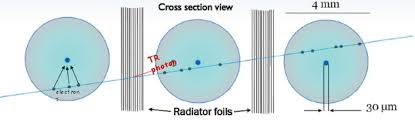 Cross section view
4 mm
TR
photon
electron
Radiator foils
30 μm